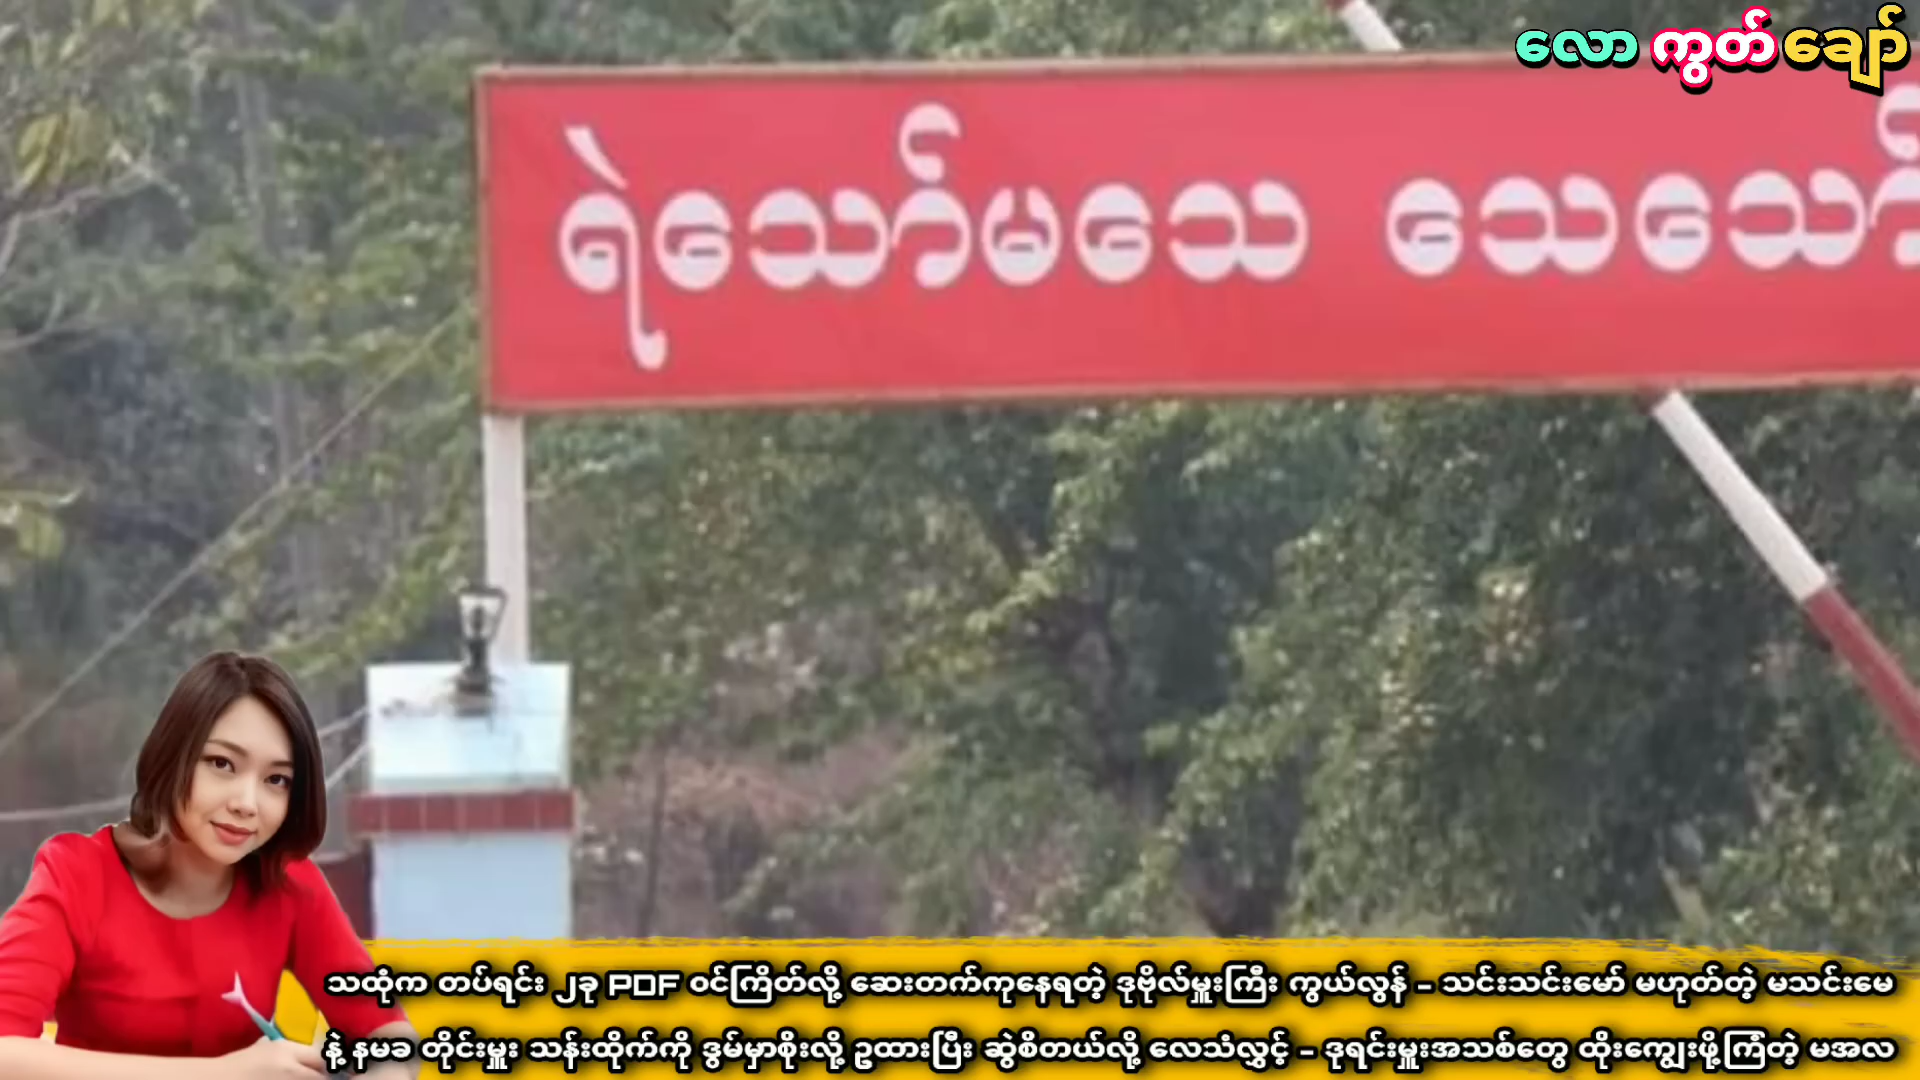 လော ကွတ် ချော်
ရဲသော်မသေ သေသော်
သထုံက တပ်ရင်း ၂ခု PDF ဝင်ကြိတ်လို့ ဆေးတက်ကုနေရတဲ့ ဒုဗိုလ်မှူးကြီး ကွယ်လွန် - သင်းသင်းမော် မဟုတ်တဲ့ မသင်းမေ
နဲ့ နမခ တိုင်းမှူး သန်းထိုက်ကို ဒွမ်မှာစိုးလို့ ဥထားပြီး ဆွဲစိတယ်လို့ လေသံလွှင့် - ဒုရင်းမှူးအသစ်တွေ ထိုးကျွေးဖို့ကြံတဲ့ မအလ